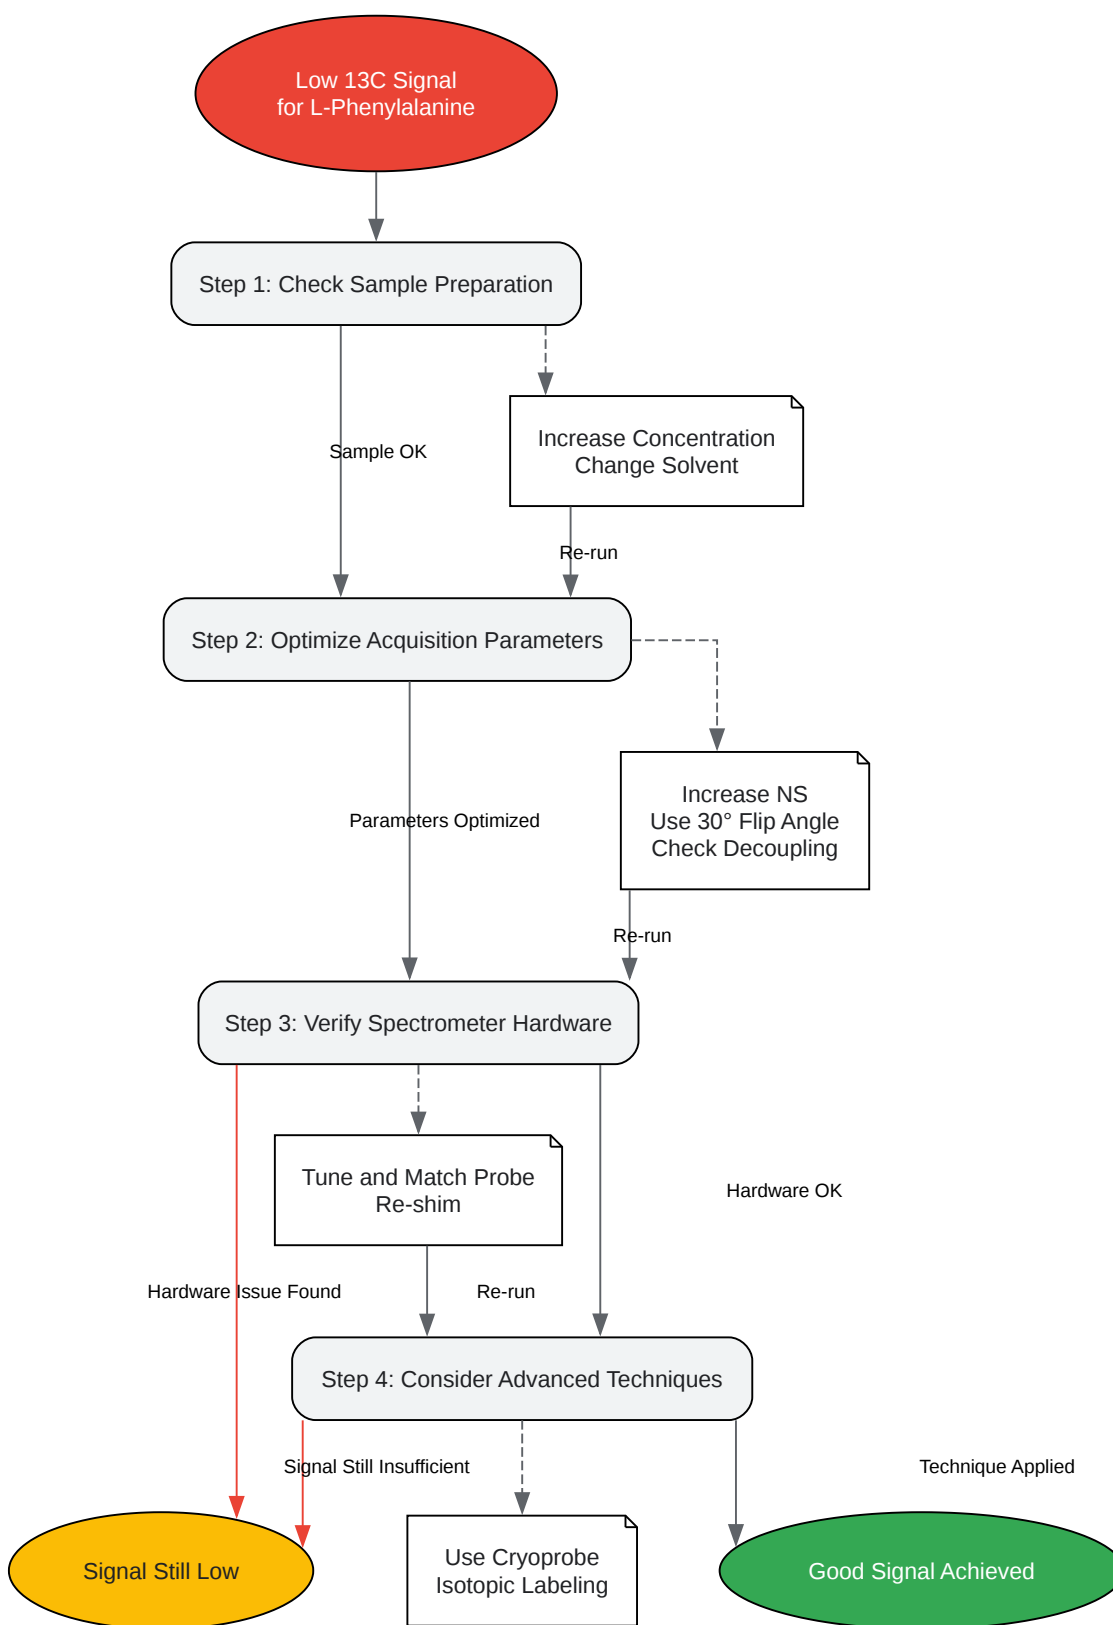 Low 13C Signal
for L-Phenylalanine
Step 1: Check Sample Preparation
Increase Concentration
Change Solvent
Sample OK
Re-run
Step 2: Optimize Acquisition Parameters
Increase NS
Use 30° Flip Angle
Check Decoupling
Parameters Optimized
Re-run
Step 3: Verify Spectrometer Hardware
Tune and Match Probe
Re-shim
Hardware OK
Hardware Issue Found
Re-run
Step 4: Consider Advanced Techniques
Signal Still Insufficient
Technique Applied
Signal Still Low
Use Cryoprobe
Isotopic Labeling
Good Signal Achieved